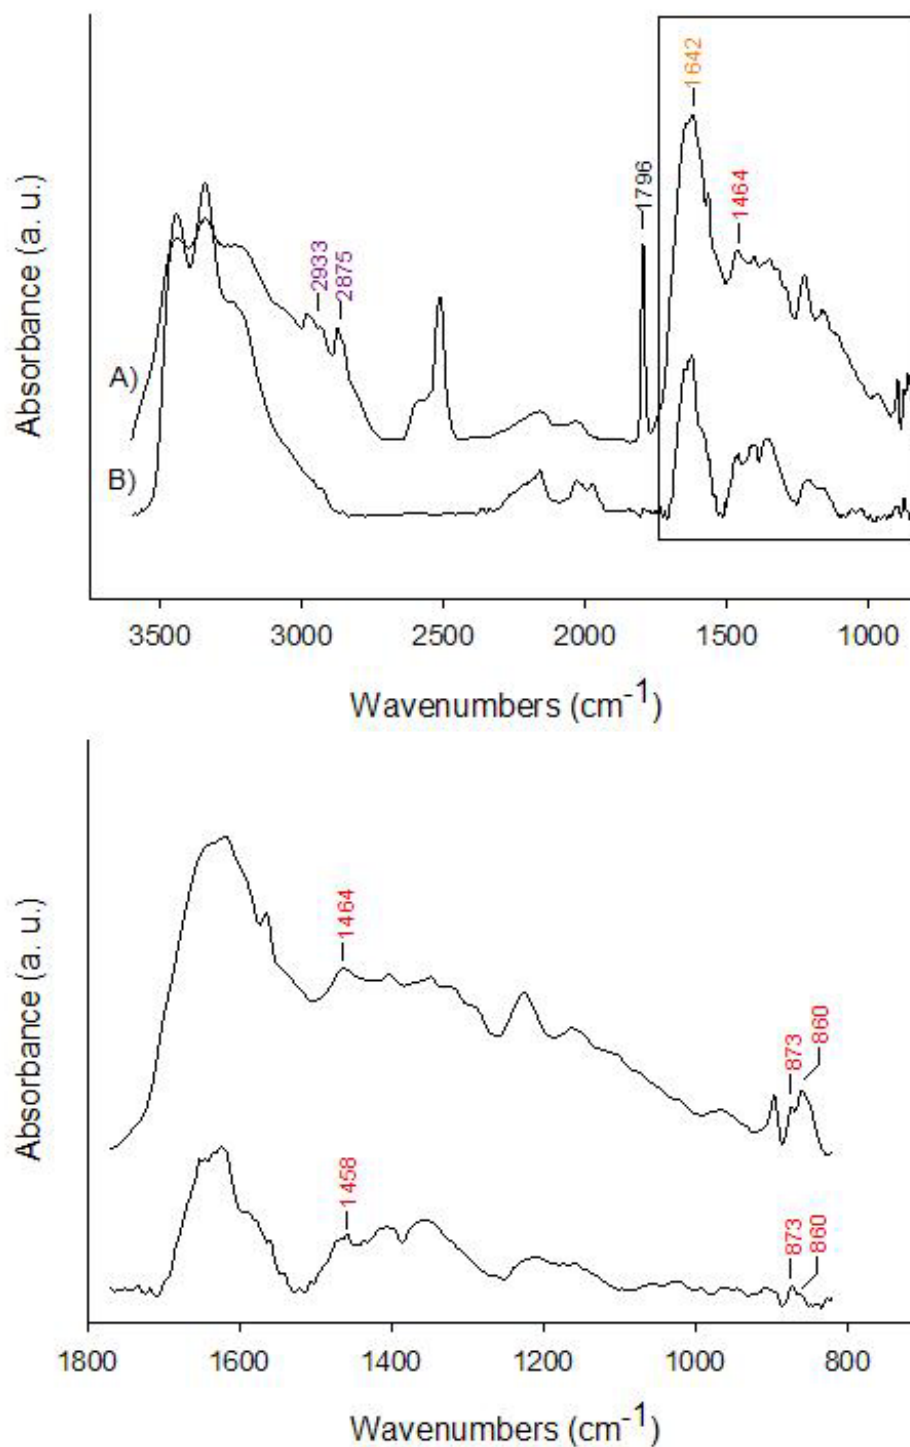 Absorbance (a. u.)
A)
B)
2933
2875
1796
1642
1464
3500 3000 2500 2000 1500 1000
Wavenumbers (cm-1)
Absorbance (a. u.)
1464
873
860
1458
873
860
1800 1600 1400 1200 1000 800
Wavenumbers (cm-1)